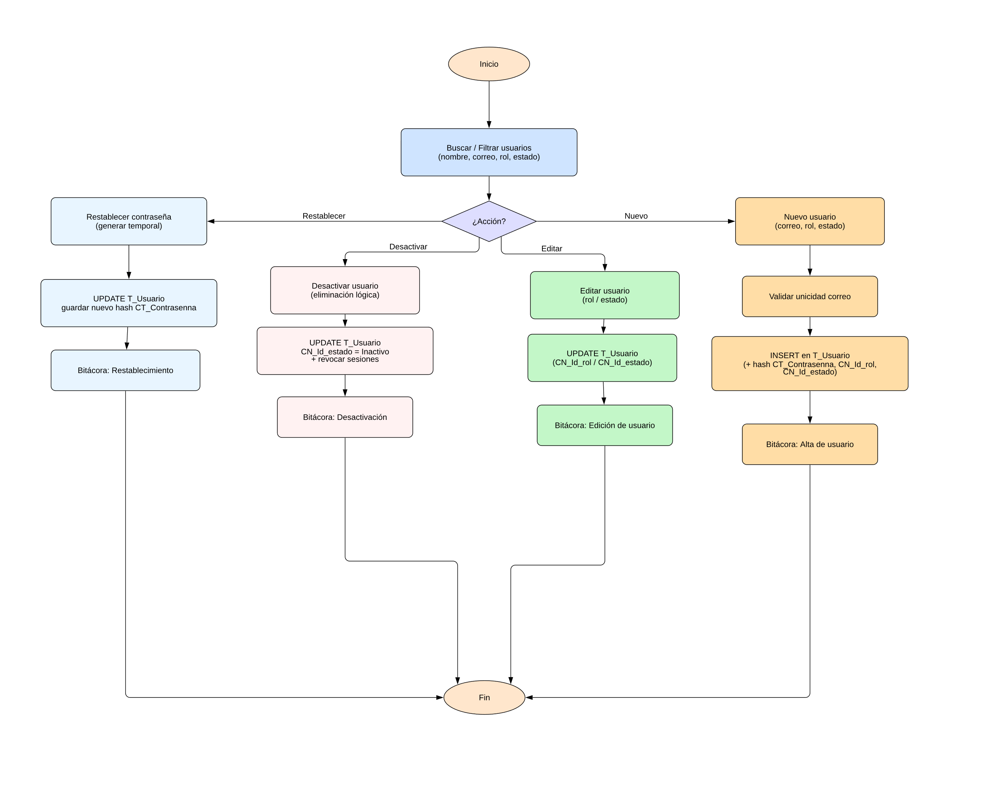 Inicio
Buscar / Filtrar usuarios
(nombre, correo, rol, estado)
¿Acción?
Restablecer
Nuevo
Desactivar
Editar
Restablecer contraseña
(generar temporal)
UPDATE T_Usuario
guardar nuevo hash CT_Contrasenna
Bitácora: Restablecimiento
Desactivar usuario
(eliminación lógica)
UPDATE T_Usuario
CN_Id_estado = Inactivo
+ revocar sesiones
Bitácora: Desactivación
Editar usuario
(rol / estado)
UPDATE T_Usuario
(CN_Id_rol / CN_Id_estado)
Bitácora: Edición de usuario
Nuevo usuario
(correo, rol, estado)
Validar unicidad correo
INSERT en T_Usuario
(+ hash CT_Contrasenna, CN_Id_rol,
CN_Id_estado)
Bitácora: Alta de usuario
Fin